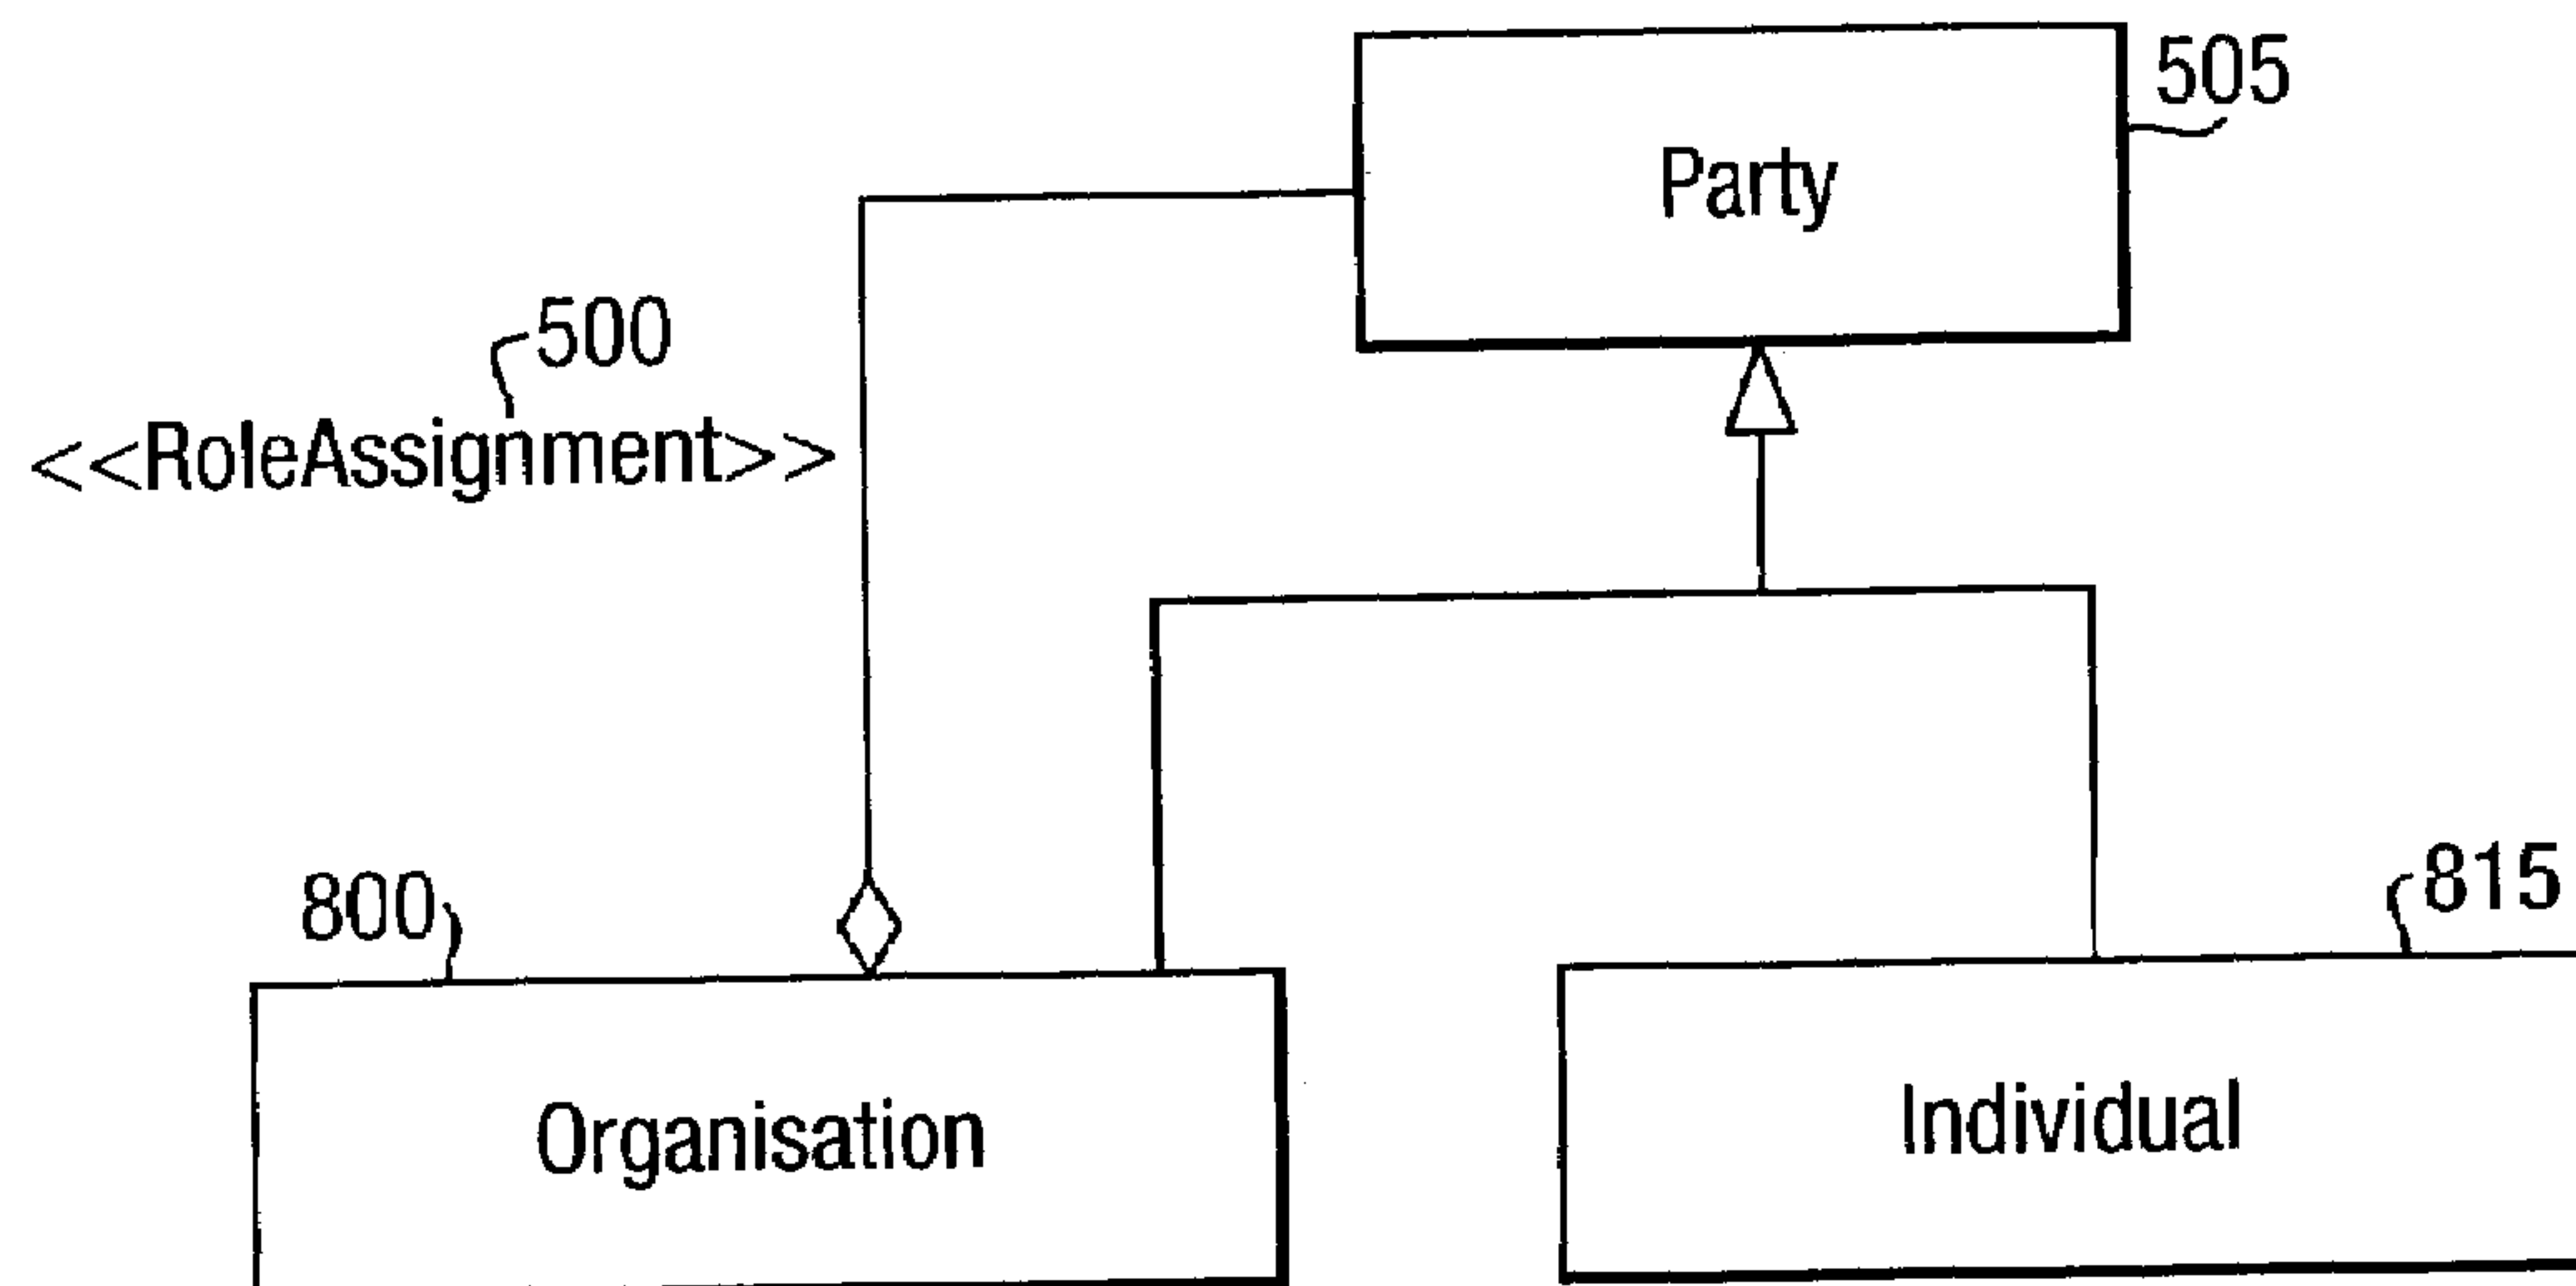 505
Party
500
<<RoleAssignment>>
800
815
Organisation
Individual